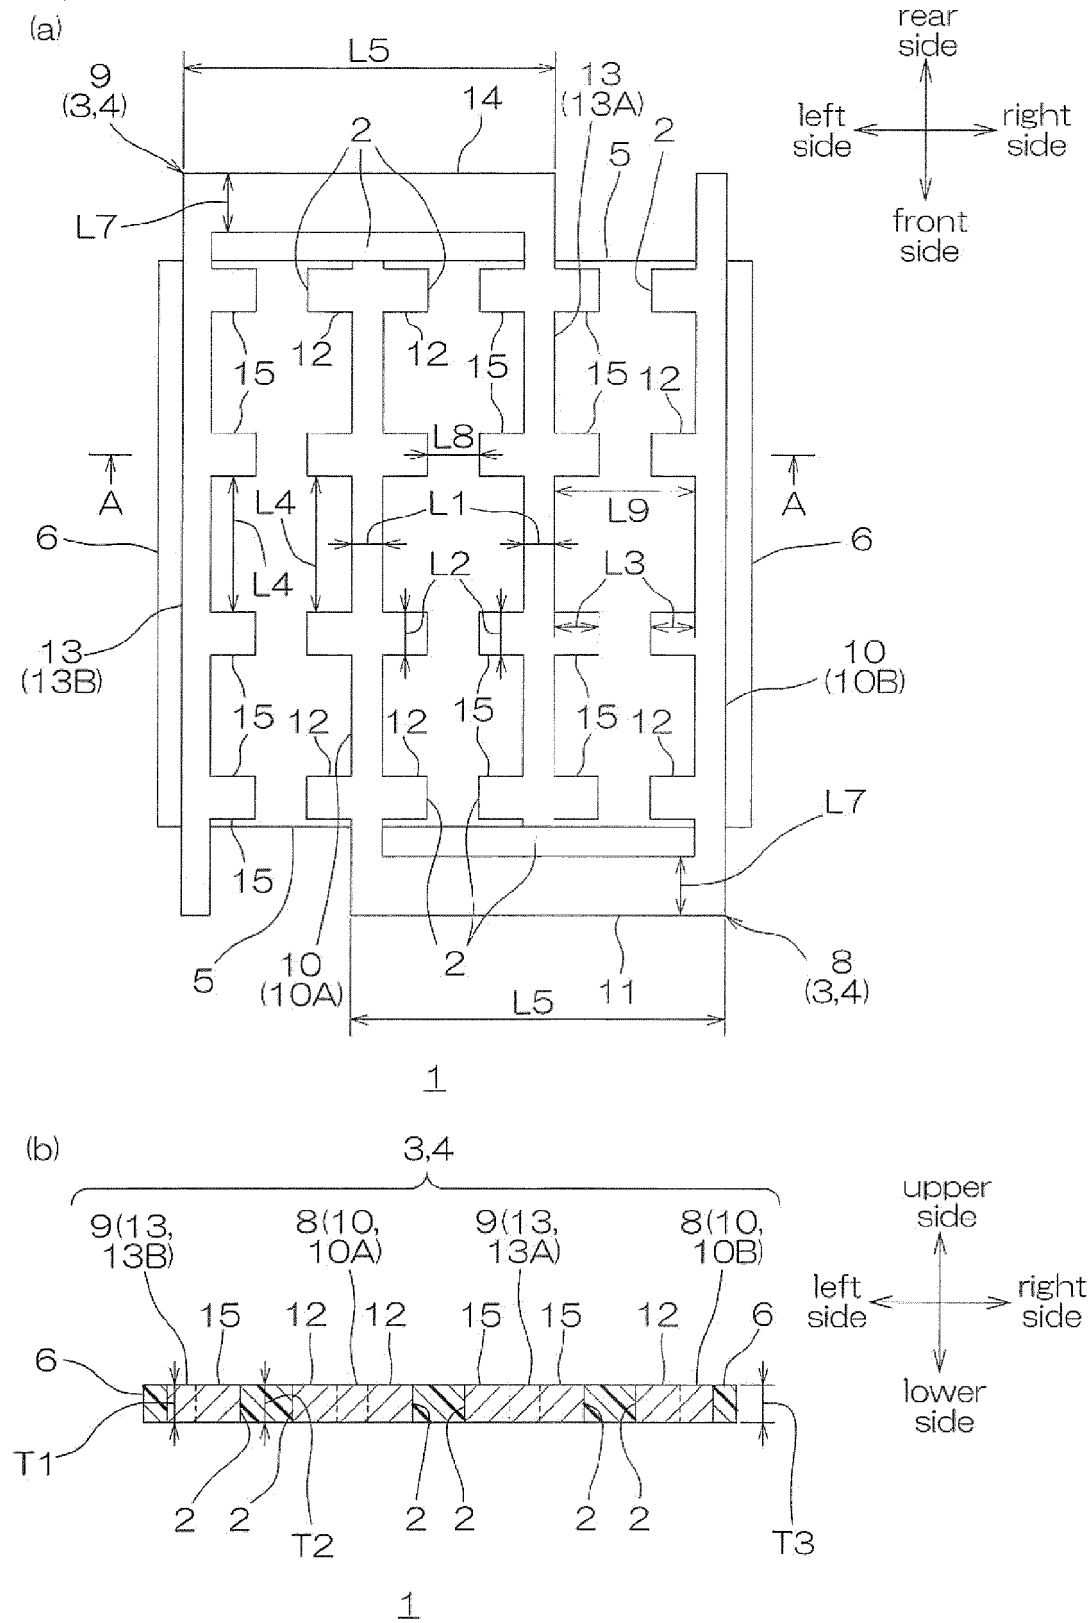 (a)
rear
side
left
side
right
side
front
side
L5
9
(3,4)
14
13
(13A)
2
5
2
L7
12
12
15
15
15
12
L8
A
A
L4
L1
L9
6
6
L4
L2
L3
13
(13B)
10
(10B)
15
12
12
15
15
12
L7
15
5
10
(10A)
2
11
8
(3,4)
L5
1
(b)
3,4
upper
side
left
side
right
side
lower
side
9(13,
13B)
8(10,
10A)
9(13,
13A)
8(10,
10B)
15
12
12
15
15
12
6
6
T1
2
2
T2
2
2
2
2
T3
1